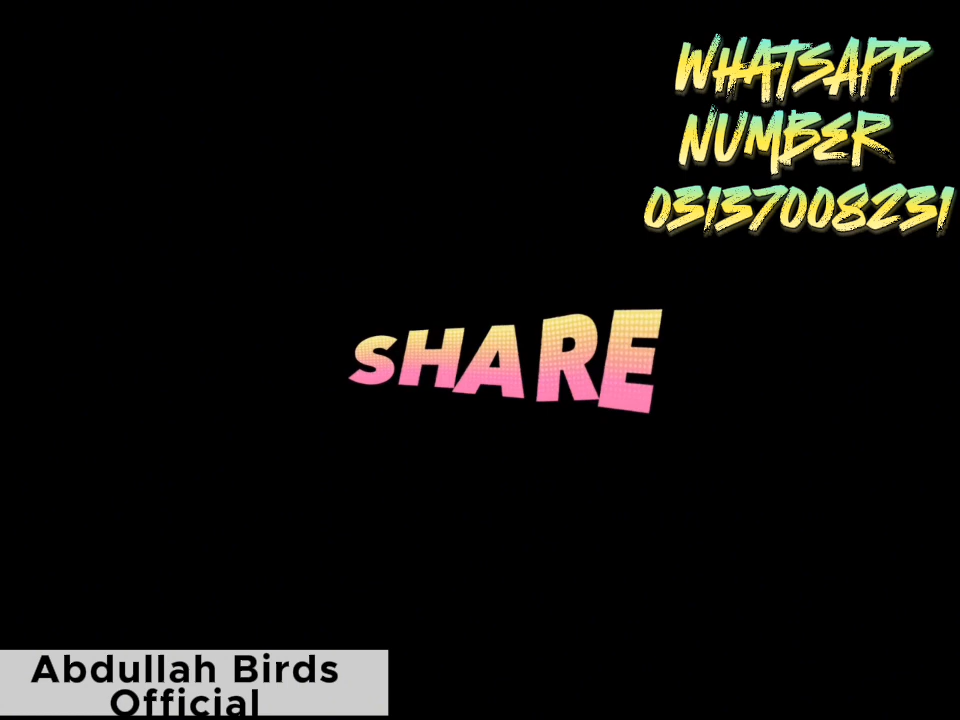 WHATSAPP
NUMBER
03137008231
SHARE
Abdullah Birds
Official